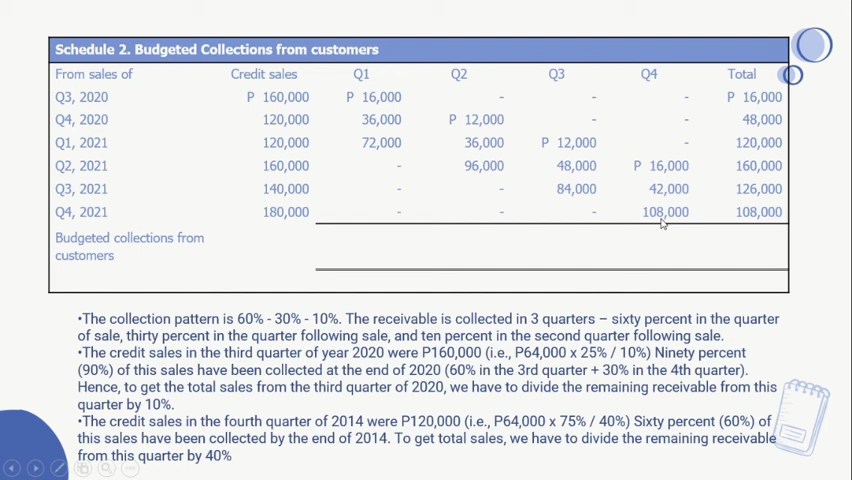 Schedule 2. Budgeted Collections from customers
From sales of Credit sales Q1 Q2 Q3 Q4 Total
Q3, 2020 P 160,000 P 16,000 - - - P 16,000
Q4, 2020 120,000 36,000 P 12,000 - - 48,000
Q1, 2021 120,000 72,000 36,000 P 12,000 - 120,000
Q2, 2021 160,000 - 96,000 48,000 P 16,000 160,000
Q3, 2021 140,000 - - 84,000 42,000 126,000
Q4, 2021 180,000 - - - 108,000 108,000
Budgeted collections from
customers
•The collection pattern is 60% - 30% - 10%. The receivable is collected in 3 quarters – sixty percent in the quarter
of sale, thirty percent in the quarter following sale, and ten percent in the second quarter following sale.
•The credit sales in the third quarter of year 2020 were P160,000 (i.e., P64,000 x 25% / 10%) Ninety percent
(90%) of this sales have been collected at the end of 2020 (60% in the 3rd quarter + 30% in the 4th quarter).
Hence, to get the total sales from the third quarter of 2020, we have to divide the remaining receivable from this
quarter by 10%.
•The credit sales in the fourth quarter of 2014 were P120,000 (i.e., P64,000 x 75% / 40%) Sixty percent (60%) of
this sales have been collected by the end of 2014. To get total sales, we have to divide the remaining receivable
from this quarter by 40%